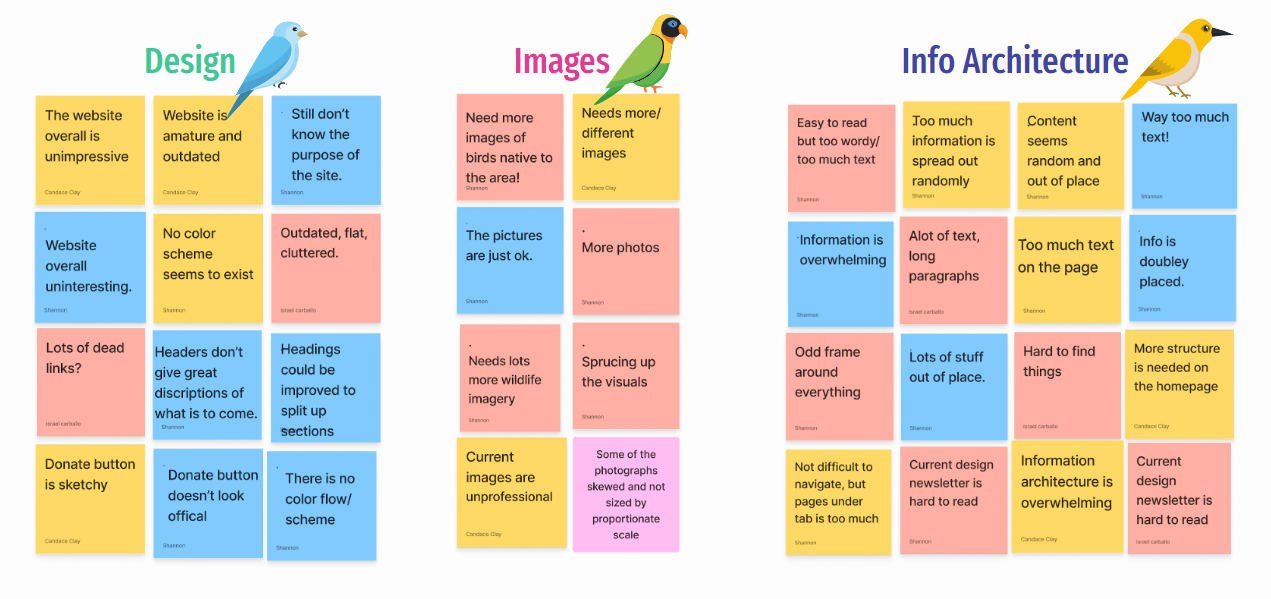 Design
The website
overall is
unimpressive
Candace Clay
Website is
amature and
outdated
Candace Clay
Still don't
know the
purpose of
the site.
Shannon
Website
overall
uninteresting.
Shannon
No color
scheme
seems to exist
Shannon
Outdated, flat,
cluttered.
Israel carballo
Lots of dead
links?
Israel carballo
Headers don't
give great
discriptions of
what is to come.
Shannon
Headings
could be
improved to
split up
sections
Donate button
is sketchy
Candace Clay
Donate button
doesn't look
offical
Shannon
There is no
color flow/
scheme
Shannon
Images
Need more
images of
birds native to
the area!
Shannon
Needs more/
different
images
Candace Clay
The pictures
are just ok.
Shannon
More photos
Shannon
Needs lots
more wildlife
imagery
Shannon
Sprucing up
the visuals
Shannon
Current
images are
unprofessional
Candace Clay
Some of the
photographs
skewed and not
sized by
proportionate
scale
Info Architecture
Easy to read
but too wordy/
too much text
Shannon
Too much
information is
spread out
randomly
Shannon
Content
seems
random and
out of place
Shannon
Way too much
text!
Shannon
Information is
overwhelming
Shannon
Alot of text,
long
paragraphs
Israel carballo
Too much text
on the page
Shannon
Info is
doubley
placed.
Shannon
Odd frame
around
everything
Shannon
Lots of stuff
out of place.
Shannon
Hard to find
things
Israel carballo
More structure
is needed on
the homepage
Candace Clay
Not difficult to
navigate, but
pages under
tab is too much
Shannon
Current design
newsletter is
hard to read
Shannon
Information
architecture is
overwhelming
Candace Clay
Current
design
newsletter is
hard to read
Israel carballo